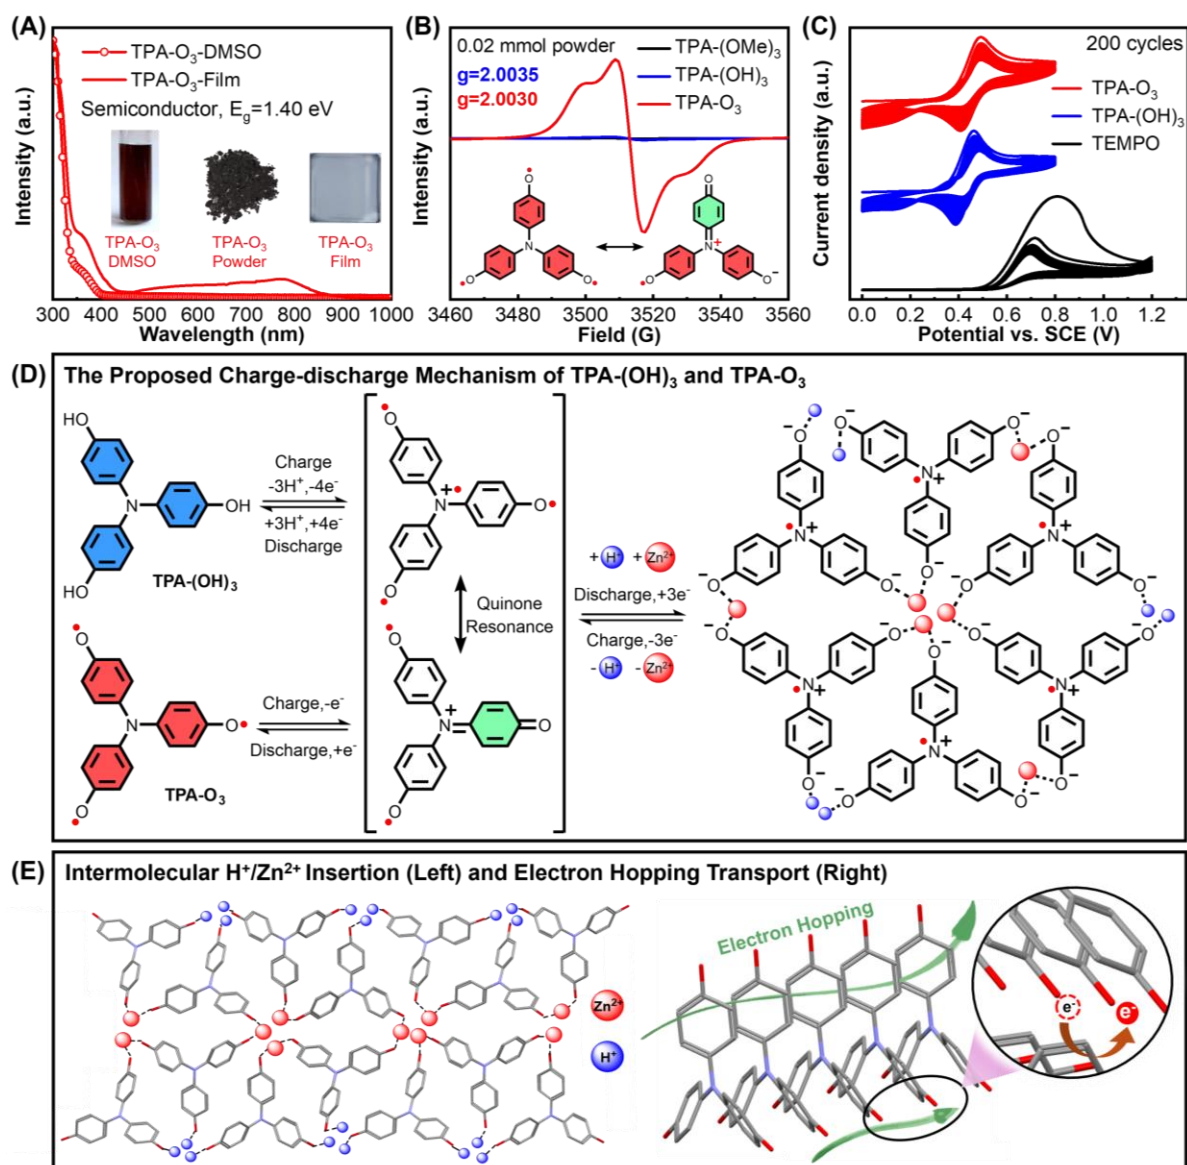 (A)
TPA-O₃-DMSO
TPA-O₃-Film
Semiconductor, E_g=1.40 eV
TPA-O₃
DMSO
TPA-O₃
Powder
TPA-O₃
Film
Intensity (a.u.)
300 400 500 600 700 800 900 1000
Wavelength (nm)
(B)
0.02 mmol powder
g=2.0035
g=2.0030
TPA-(OMe)₃
TPA-(OH)₃
TPA-O₃
O
N
O
O
O
N
+
O
O
−
Intensity (a.u.)
3460 3480 3500 3520 3540 3560
Field (G)
(C)
200 cycles
TPA-O₃
TPA-(OH)₃
TEMPO
Current density (a.u.)
0.0 0.2 0.4 0.6 0.8 1.0 1.2
Potential vs. SCE (V)
(D) The Proposed Charge-discharge Mechanism of TPA-(OH)₃ and TPA-O₃
HO
N
OH
HO
TPA-(OH)₃
Charge
-3H⁺,-4e⁻
+3H⁺,+4e⁻
Discharge
O
N
O
O
TPA-O₃
Charge,-e⁻
Discharge,+e⁻
O
N
+
O
O
Quinone
Resonance
O
N
+
O
O
+ H⁺ + Zn²⁺
Discharge,+3e⁻
Charge,-3e⁻
- H⁺ - Zn²⁺
O⁻ O⁻ O⁻ O⁻ O⁻ O⁻
N⁺ N⁺ N⁺
O⁻ O⁻ O⁻ O⁻ O⁻
O⁻ O⁻ O⁻ O⁻
N⁺ N⁺ N⁺
O⁻ O⁻ O⁻ O⁻
(E) Intermolecular H⁺/Zn²⁺ Insertion (Left) and Electron Hopping Transport (Right)
Zn²⁺
H⁺
Electron Hopping
e⁻
e⁻